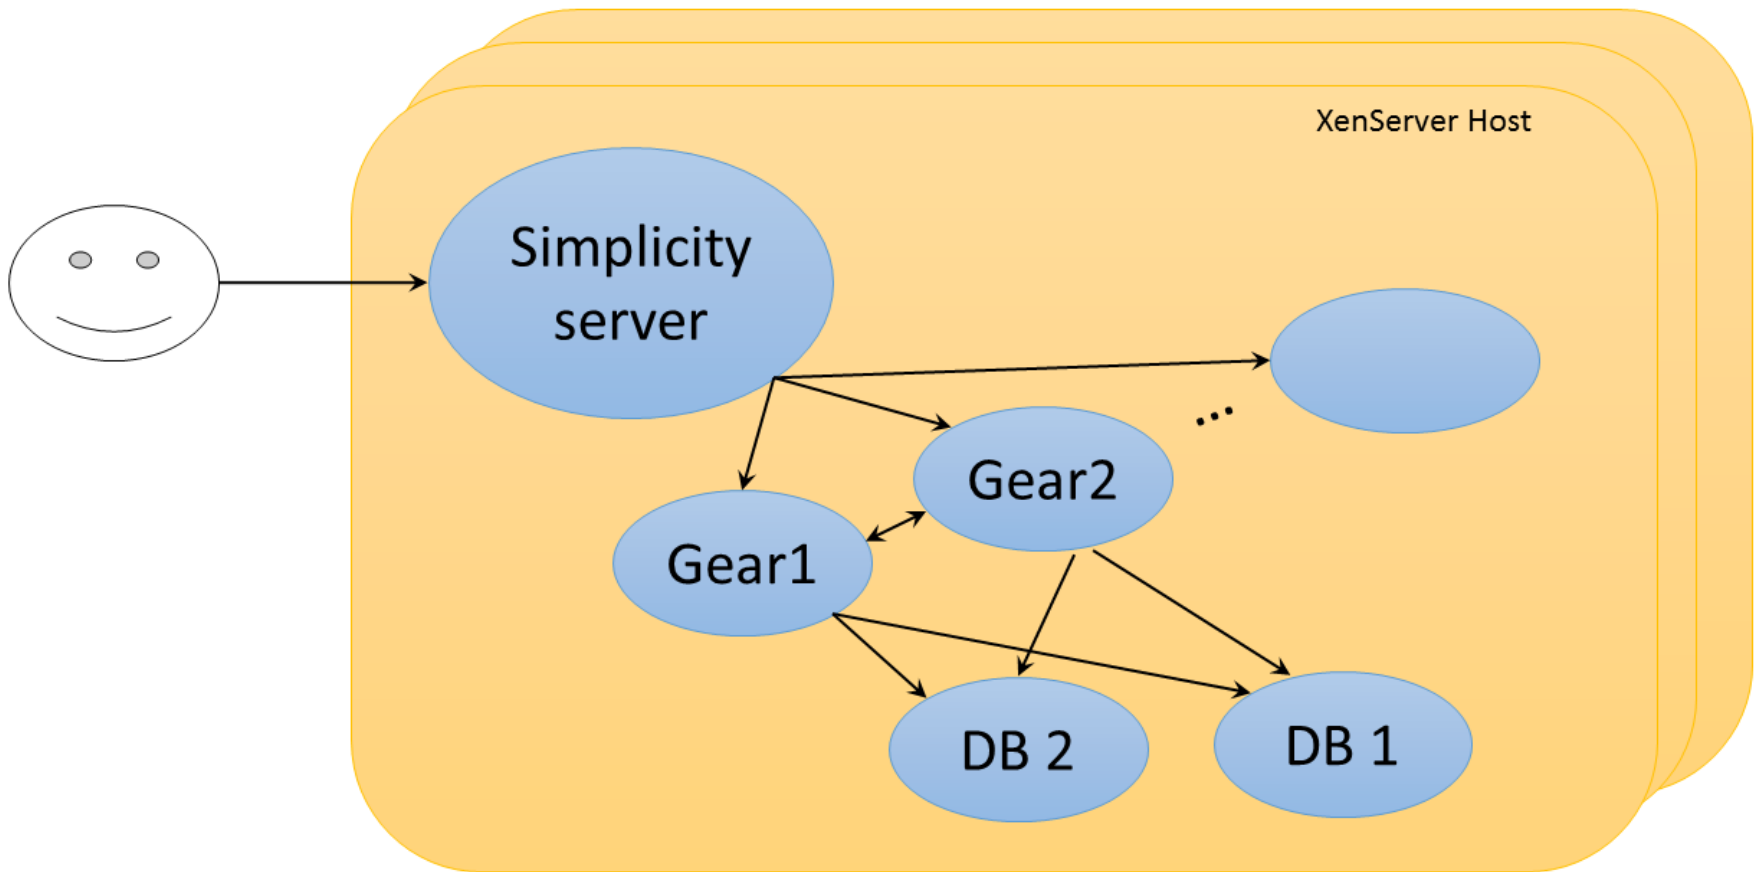 XenServer Host
Simplicity
server
...
Gear2
Gear1
DB 2
DB 1